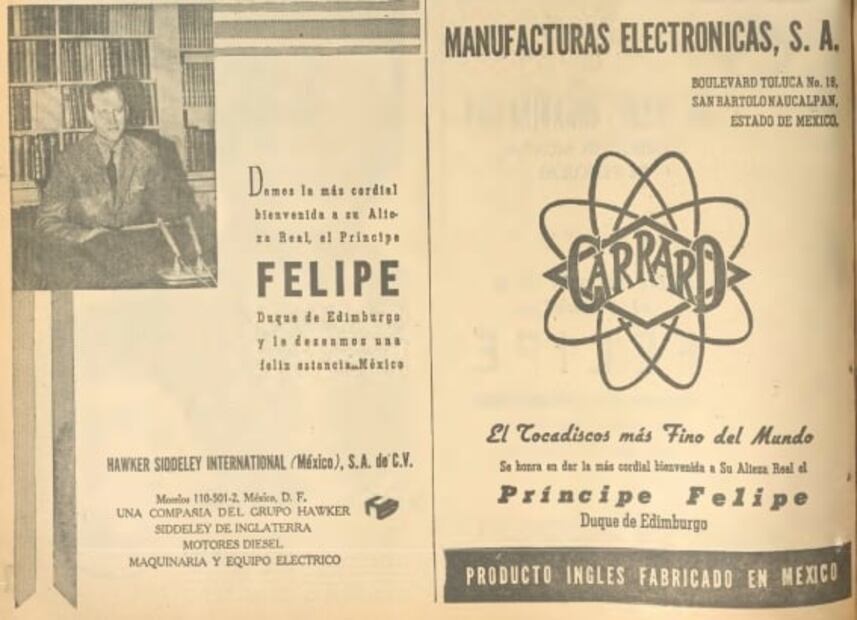 Damos la más cordial
bienvenida a su Alte-
za Real, el Príncipe
FELIPE
Duque de Edimburgo
y le deseamos una
feliz estancia...México
HAWKER SIDDELEY INTERNATIONAL (México), S.A. de C.V.
Morelos 110-501-2, México, D. F.
UNA COMPAÑIA DEL GRUPO HAWKER
SIDDELEY DE INGLATERRA
MOTORES DIESEL
MAQUINARIA Y EQUIPO ELECTRICO
MANUFACTURAS ELECTRONICAS, S. A.
BOULEVARD TOLUCA No. 18,
SAN BARTOLO NAUCALPAN,
ESTADO DE MEXICO.
GARRARD
El Tocadiscos más Fino del Mundo
Se honra en dar la más cordial bienvenida a Su Alteza Real el
Príncipe Felipe
Duque de Edimburgo
PRODUCTO INGLES FABRICADO EN MEXICO